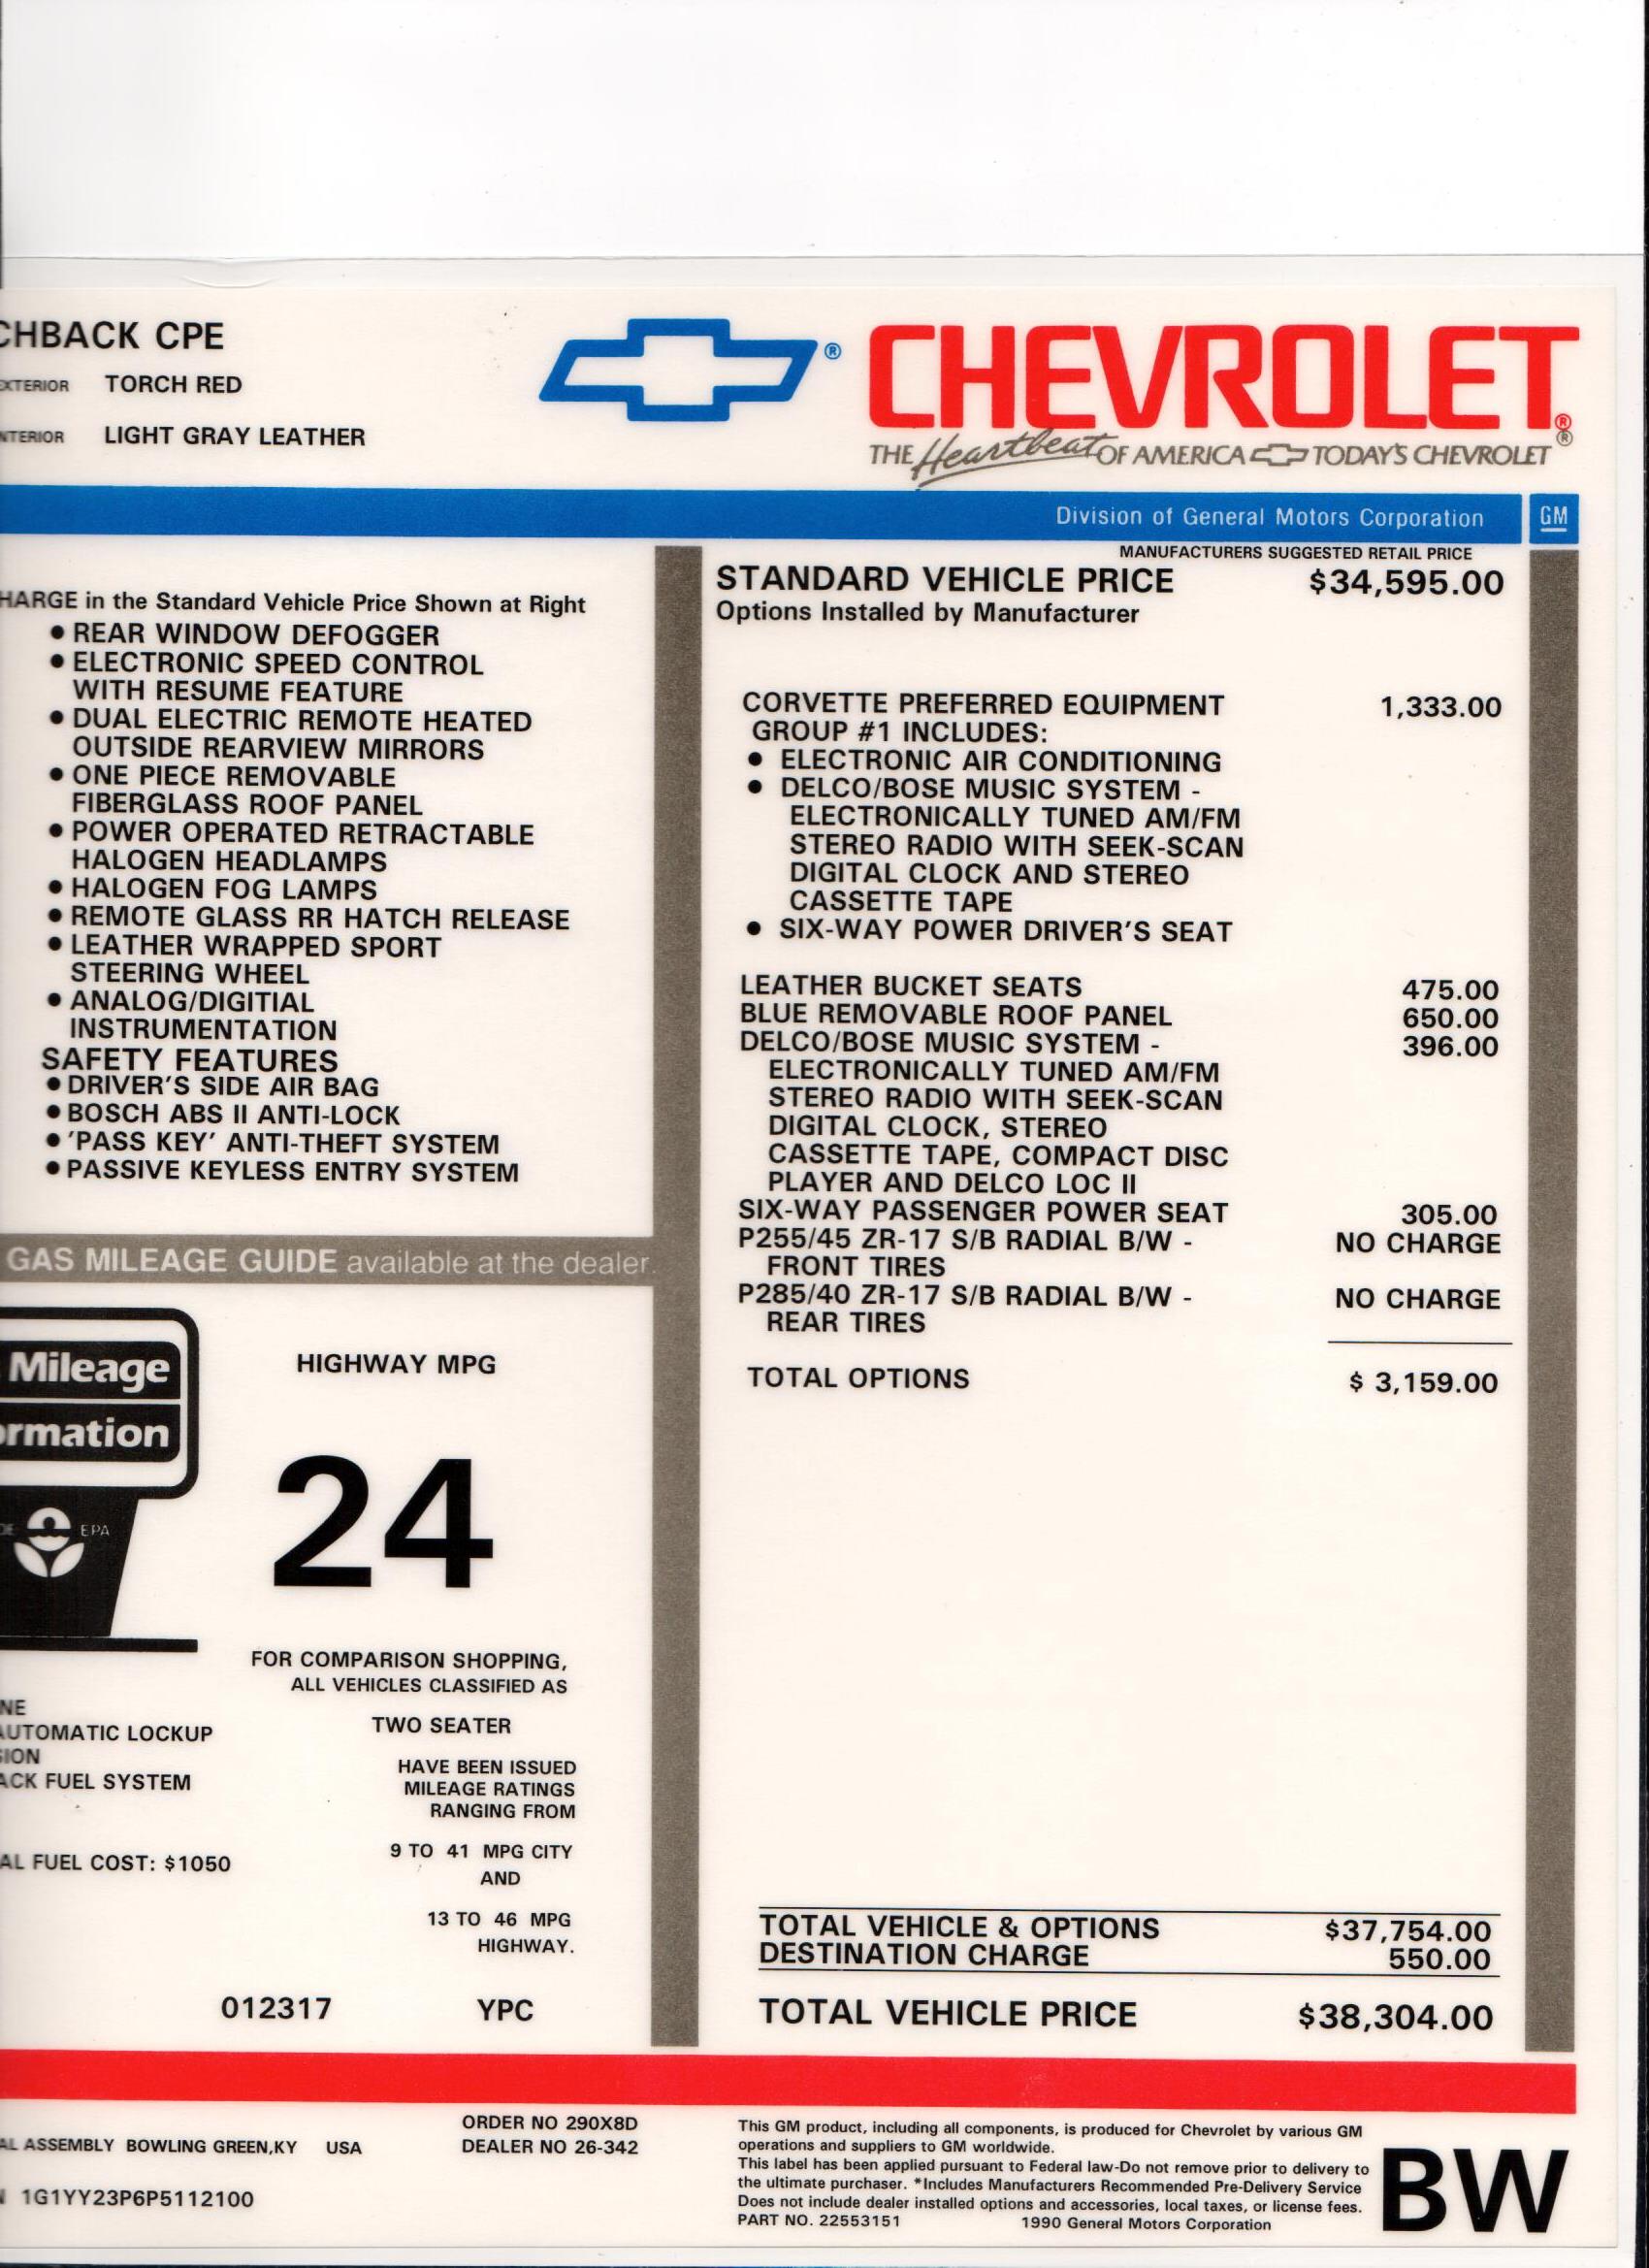 CHBACK CPE
EXTERIOR TORCH RED
INTERIOR LIGHT GRAY LEATHER
CHEVROLET
THE Heartbeat OF AMERICA TODAY'S CHEVROLET
Division of General Motors Corporation GM
HARGE in the Standard Vehicle Price Shown at Right
• REAR WINDOW DEFOGGER
• ELECTRONIC SPEED CONTROL
WITH RESUME FEATURE
• DUAL ELECTRIC REMOTE HEATED
OUTSIDE REARVIEW MIRRORS
• ONE PIECE REMOVABLE
FIBERGLASS ROOF PANEL
• POWER OPERATED RETRACTABLE
HALOGEN HEADLAMPS
• HALOGEN FOG LAMPS
• REMOTE GLASS RR HATCH RELEASE
• LEATHER WRAPPED SPORT
STEERING WHEEL
• ANALOG/DIGITIAL
INSTRUMENTATION
SAFETY FEATURES
• DRIVER'S SIDE AIR BAG
• BOSCH ABS II ANTI-LOCK
• 'PASS KEY' ANTI-THEFT SYSTEM
• PASSIVE KEYLESS ENTRY SYSTEM
GAS MILEAGE GUIDE available at the dealer.
Mileage
ormation
EPA
HIGHWAY MPG
24
FOR COMPARISON SHOPPING,
ALL VEHICLES CLASSIFIED AS
TWO SEATER
HAVE BEEN ISSUED
MILEAGE RATINGS
RANGING FROM
9 TO 41 MPG CITY
AND
13 TO 46 MPG
HIGHWAY.
NE
AUTOMATIC LOCKUP
SION
ACK FUEL SYSTEM
AL FUEL COST: $1050
012317 YPC
MANUFACTURERS SUGGESTED RETAIL PRICE
STANDARD VEHICLE PRICE $34,595.00
Options Installed by Manufacturer
CORVETTE PREFERRED EQUIPMENT 1,333.00
GROUP #1 INCLUDES:
• ELECTRONIC AIR CONDITIONING
• DELCO/BOSE MUSIC SYSTEM -
ELECTRONICALLY TUNED AM/FM
STEREO RADIO WITH SEEK-SCAN
DIGITAL CLOCK AND STEREO
CASSETTE TAPE
• SIX-WAY POWER DRIVER'S SEAT
LEATHER BUCKET SEATS 475.00
BLUE REMOVABLE ROOF PANEL 650.00
DELCO/BOSE MUSIC SYSTEM - 396.00
ELECTRONICALLY TUNED AM/FM
STEREO RADIO WITH SEEK-SCAN
DIGITAL CLOCK, STEREO
CASSETTE TAPE, COMPACT DISC
PLAYER AND DELCO LOC II
SIX-WAY PASSENGER POWER SEAT 305.00
P255/45 ZR-17 S/B RADIAL B/W - NO CHARGE
FRONT TIRES
P285/40 ZR-17 S/B RADIAL B/W - NO CHARGE
REAR TIRES
TOTAL OPTIONS $ 3,159.00
TOTAL VEHICLE & OPTIONS $37,754.00
DESTINATION CHARGE 550.00
TOTAL VEHICLE PRICE $38,304.00
AL ASSEMBLY BOWLING GREEN,KY USA
1G1YY23P6P5112100
ORDER NO 290X8D
DEALER NO 26-342
This GM product, including all components, is produced for Chevrolet by various GM
operations and suppliers to GM worldwide.
This label has been applied pursuant to Federal law-Do not remove prior to delivery to
the ultimate purchaser. *Includes Manufacturers Recommended Pre-Delivery Service
Does not include dealer installed options and accessories, local taxes, or license fees.
PART NO. 22553151 1990 General Motors Corporation
BW